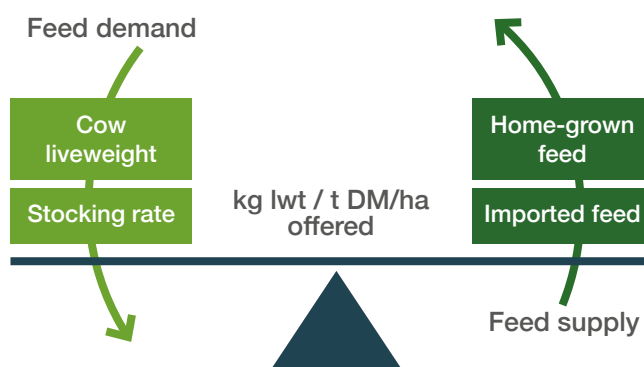 Feed demand
Cow
liveweight
Stocking rate
kg lwt / t DM/ha
offered
Home-grown
feed
Imported feed
Feed supply